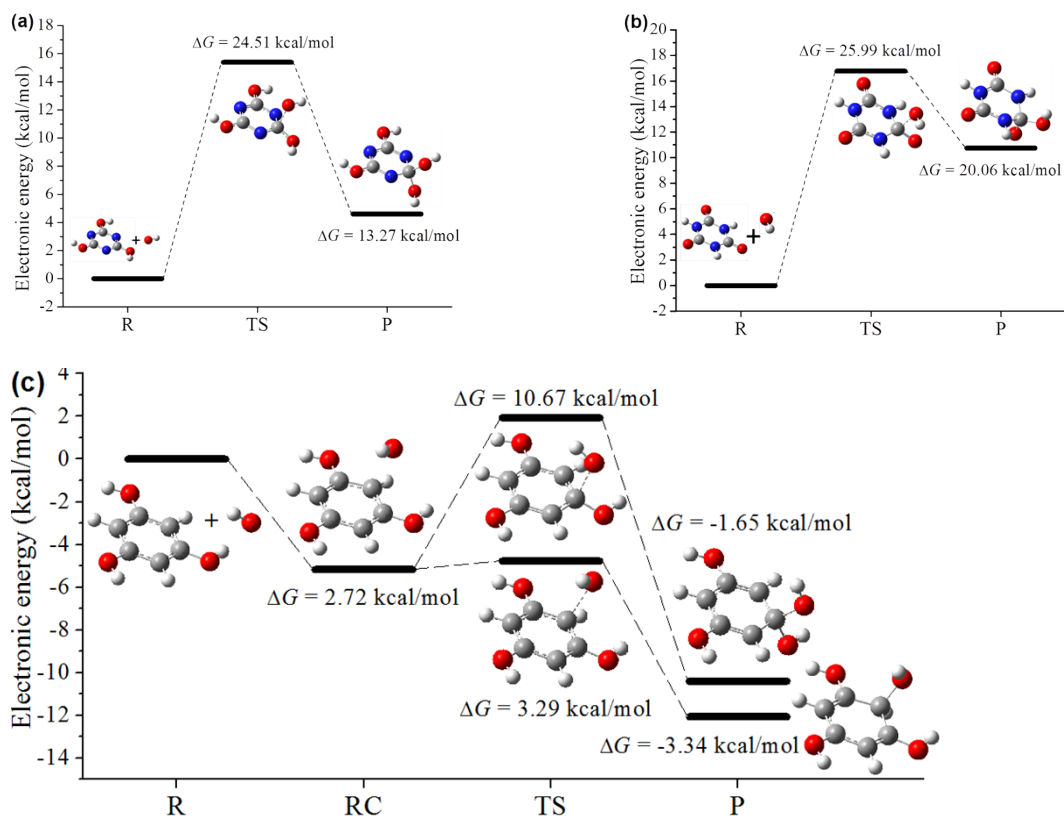 (a)
Electronic energy (kcal/mol)
18
16
14
12
10
8
6
4
2
0
-2
ΔG = 24.51 kcal/mol
ΔG = 13.27 kcal/mol
+
R
TS
P
(b)
Electronic energy (kcal/mol)
20
18
16
14
12
10
8
6
4
2
0
-2
ΔG = 25.99 kcal/mol
ΔG = 20.06 kcal/mol
+
R
TS
P
(c)
Electronic energy (kcal/mol)
4
2
0
-2
-4
-6
-8
-10
-12
-14
ΔG = 10.67 kcal/mol
+
ΔG = -1.65 kcal/mol
ΔG = 2.72 kcal/mol
ΔG = 3.29 kcal/mol
ΔG = -3.34 kcal/mol
R
RC
TS
P